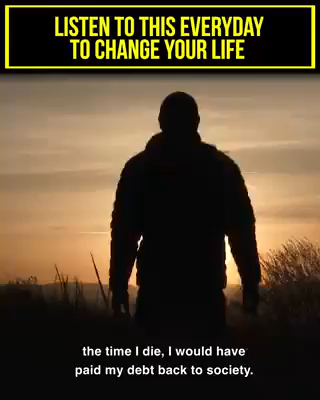 LISTEN TO THIS EVERYDAY
TO CHANGE YOUR LIFE
the time I die, I would have
paid my debt back to society.